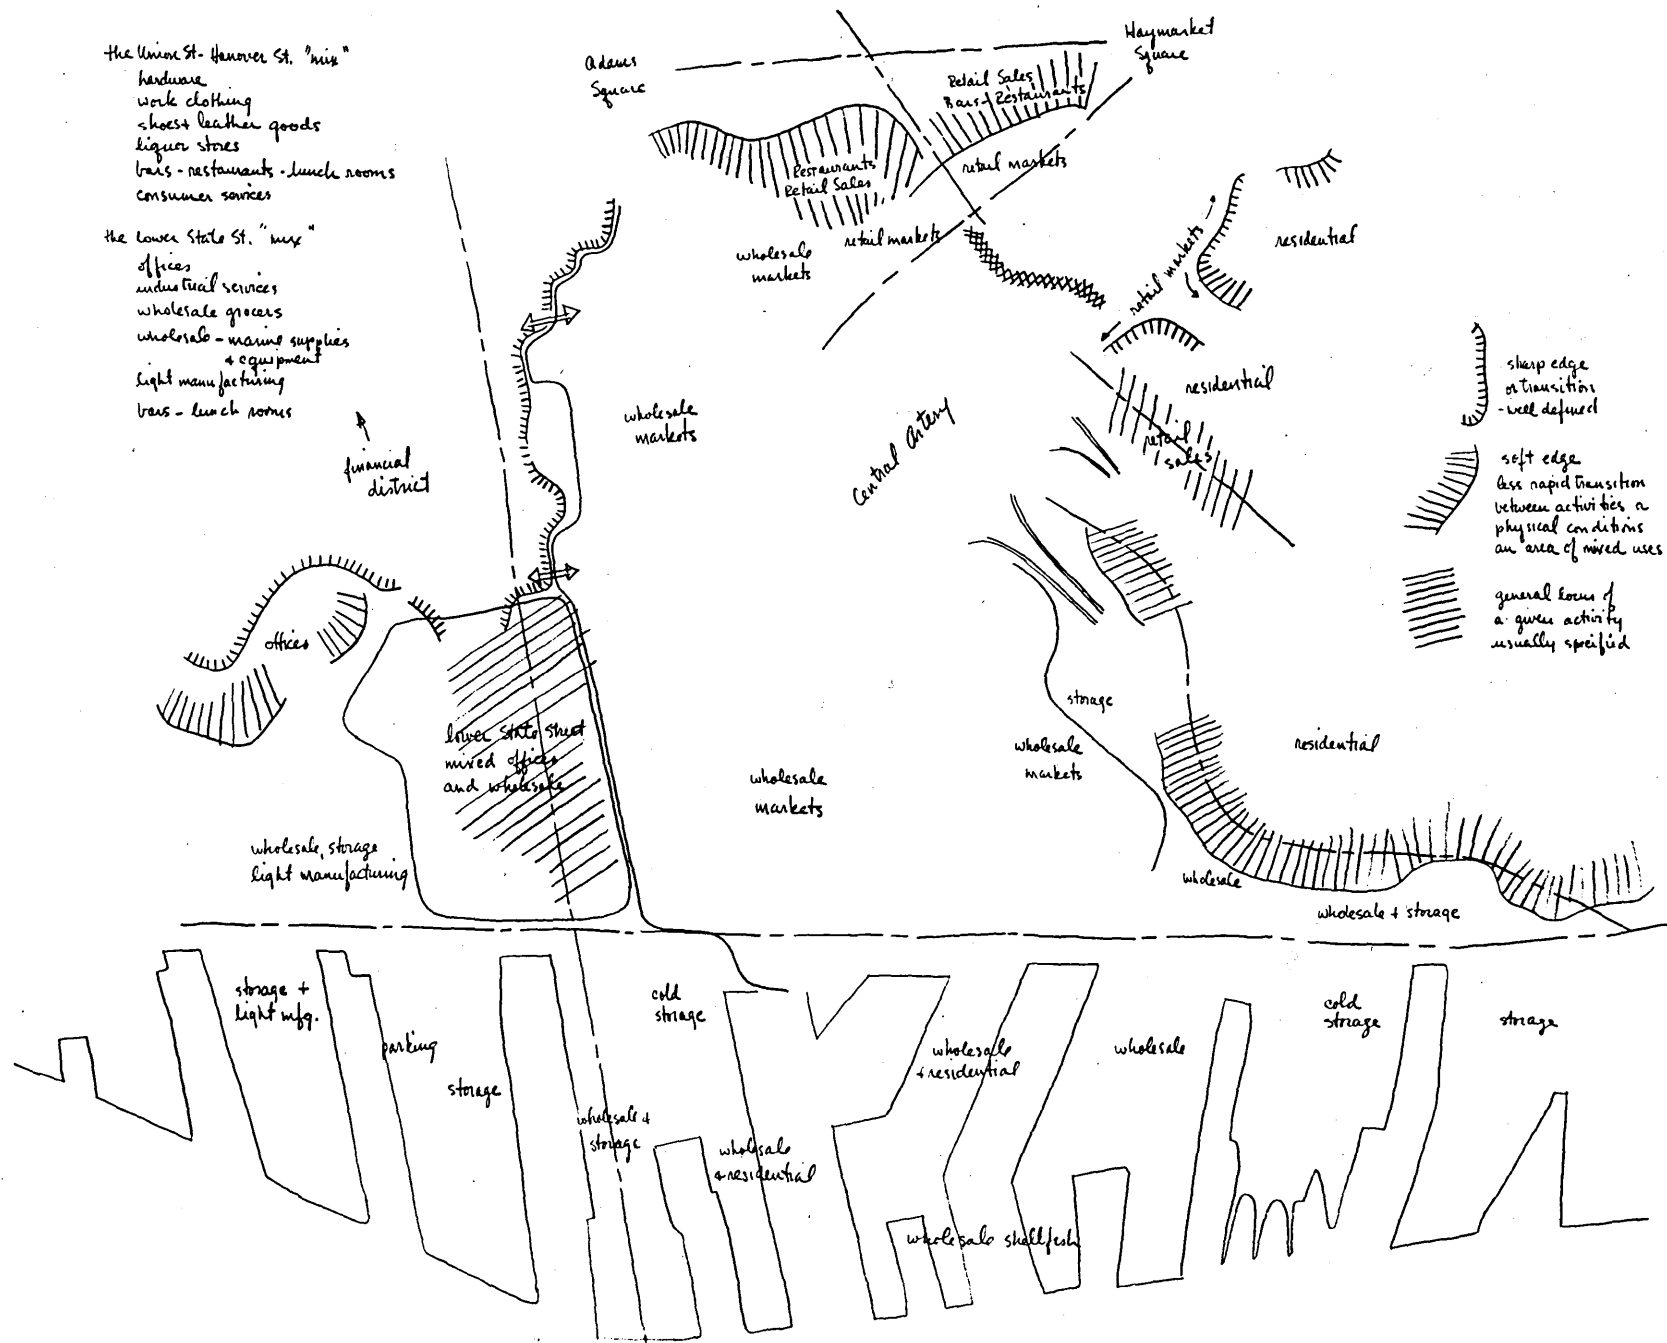 the Union St - Hanover St. "mix"
hardware
work clothing
shoes + leather goods
liquor stores
bars - restaurants - lunch rooms
consumer services
the Lower State St. "mix"
offices
industrial services
wholesale grocers
wholesale - marine supplies
+ equipment
light manufacturing
bars - lunch rooms
financial
district
Adams
Square
Haymarket
Square
Retail Sales
Bars - Restaurants
retail markets
Restaurants
Retail Sales
retail markets
wholesale
markets
retail markets
residential
wholesale
markets
Central Artery
residential
retail
sales
sharp edge
or transition
- well defined
soft edge
less rapid transition
between activities or
physical conditions
an area of mixed uses
general locus of
a given activity
usually specified
offices
lower State Street
mixed offices
and wholesale
storage
wholesale
markets
residential
wholesale
markets
wholesale, storage
light manufacturing
wholesale
wholesale + storage
storage +
light mfg.
parking
storage
cold
storage
wholesale +
storage
wholesale
+ residential
wholesale
+ residential
wholesale
cold
storage
storage
wholesale shellfish